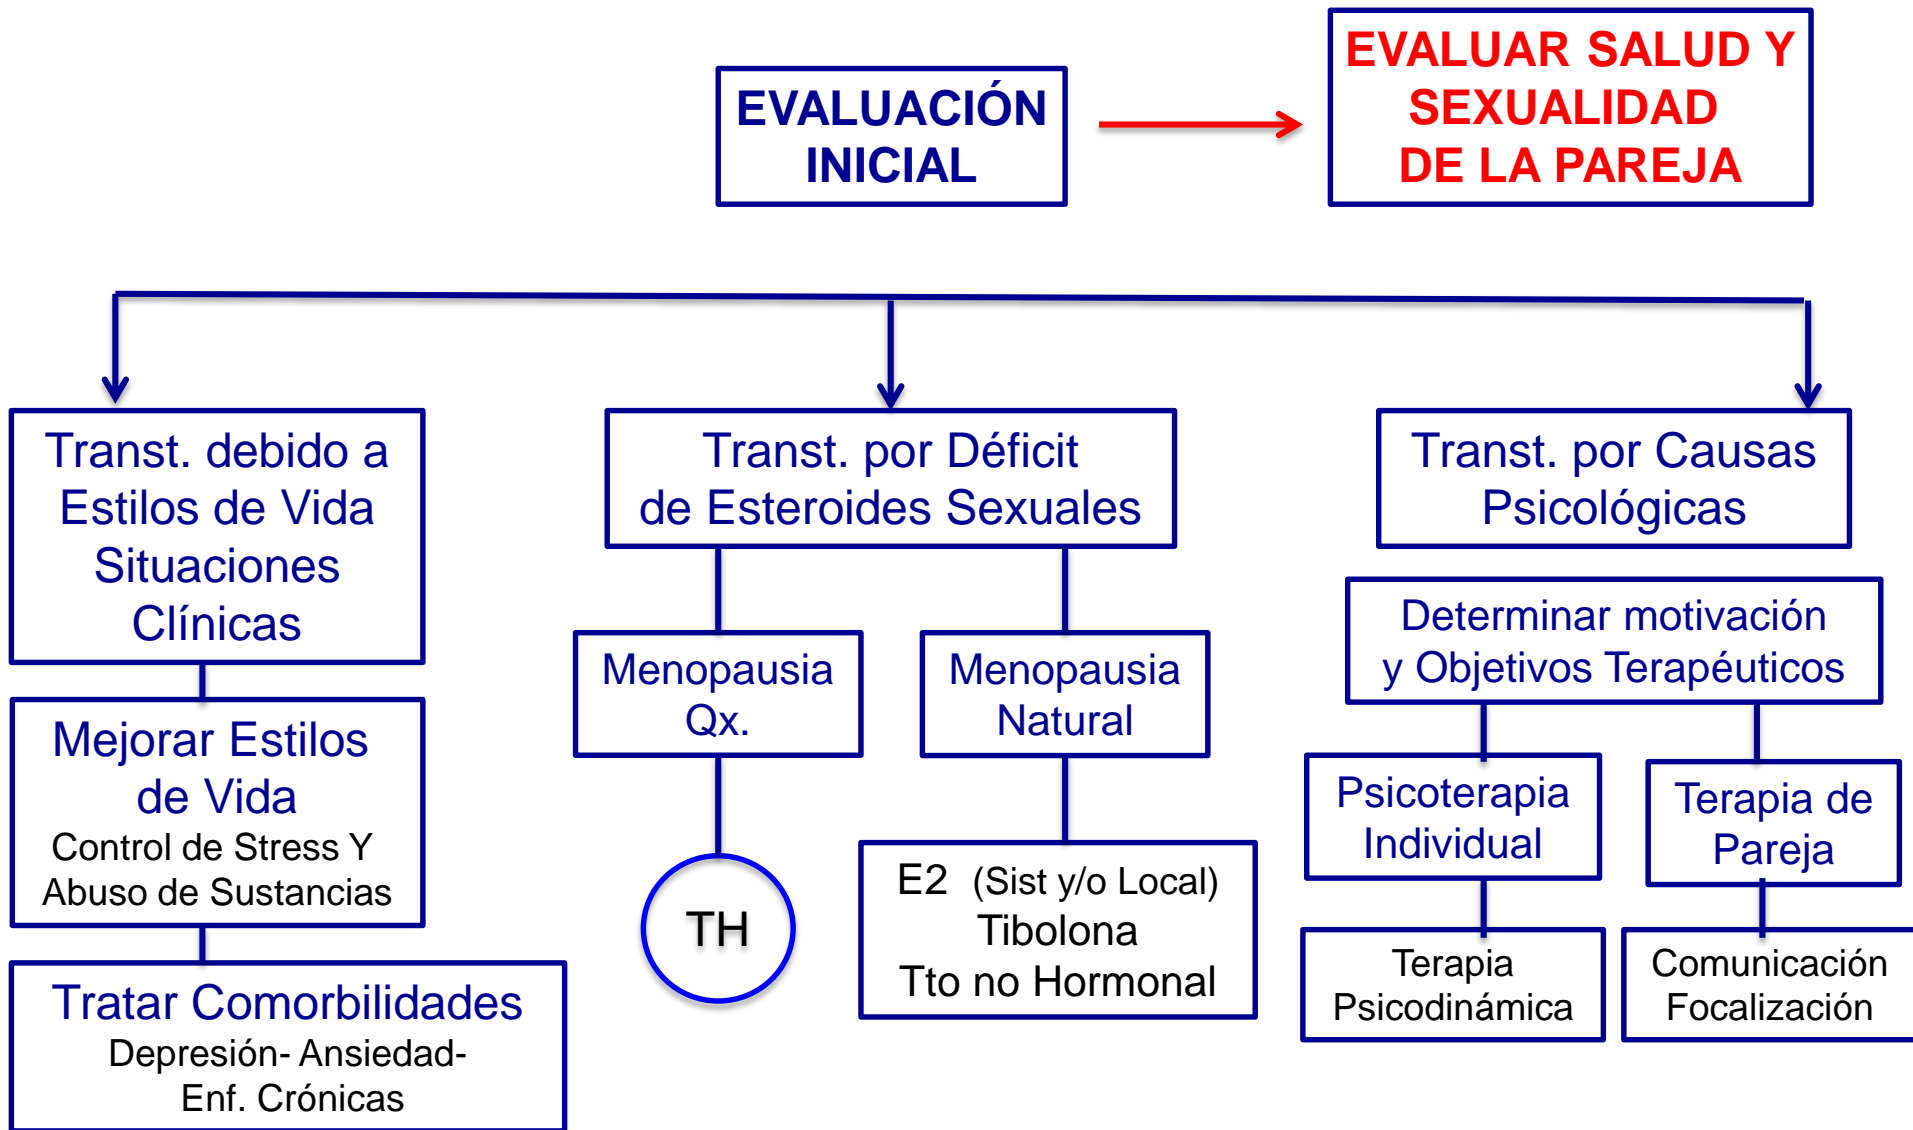 EVALUACIÓN
INICIAL
EVALUAR SALUD Y
SEXUALIDAD
DE LA PAREJA
Transt. debido a
Estilos de Vida
Situaciones
Clínicas
Mejorar Estilos
de Vida
Control de Stress Y
Abuso de Sustancias
Tratar Comorbilidades
Depresión- Ansiedad-
Enf. Crónicas
Transt. por Déficit
de Esteroides Sexuales
Menopausia
Qx.
TH
Menopausia
Natural
E2 (Sist y/o Local)
Tibolona
Tto no Hormonal
Transt. por Causas
Psicológicas
Determinar motivación
y Objetivos Terapéuticos
Psicoterapia
Individual
Terapia
Psicodinámica
Terapia de
Pareja
Comunicación
Focalización